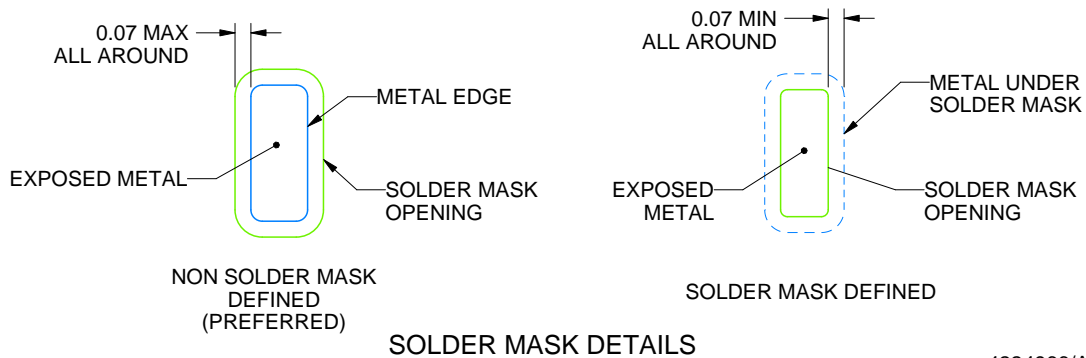 0.07 MAX
ALL AROUND
METAL EDGE
EXPOSED METAL
SOLDER MASK
OPENING
NON SOLDER MASK
DEFINED
(PREFERRED)
0.07 MIN
ALL AROUND
METAL UNDER
SOLDER MASK
EXPOSED
METAL
SOLDER MASK
OPENING
SOLDER MASK DEFINED
SOLDER MASK DETAILS